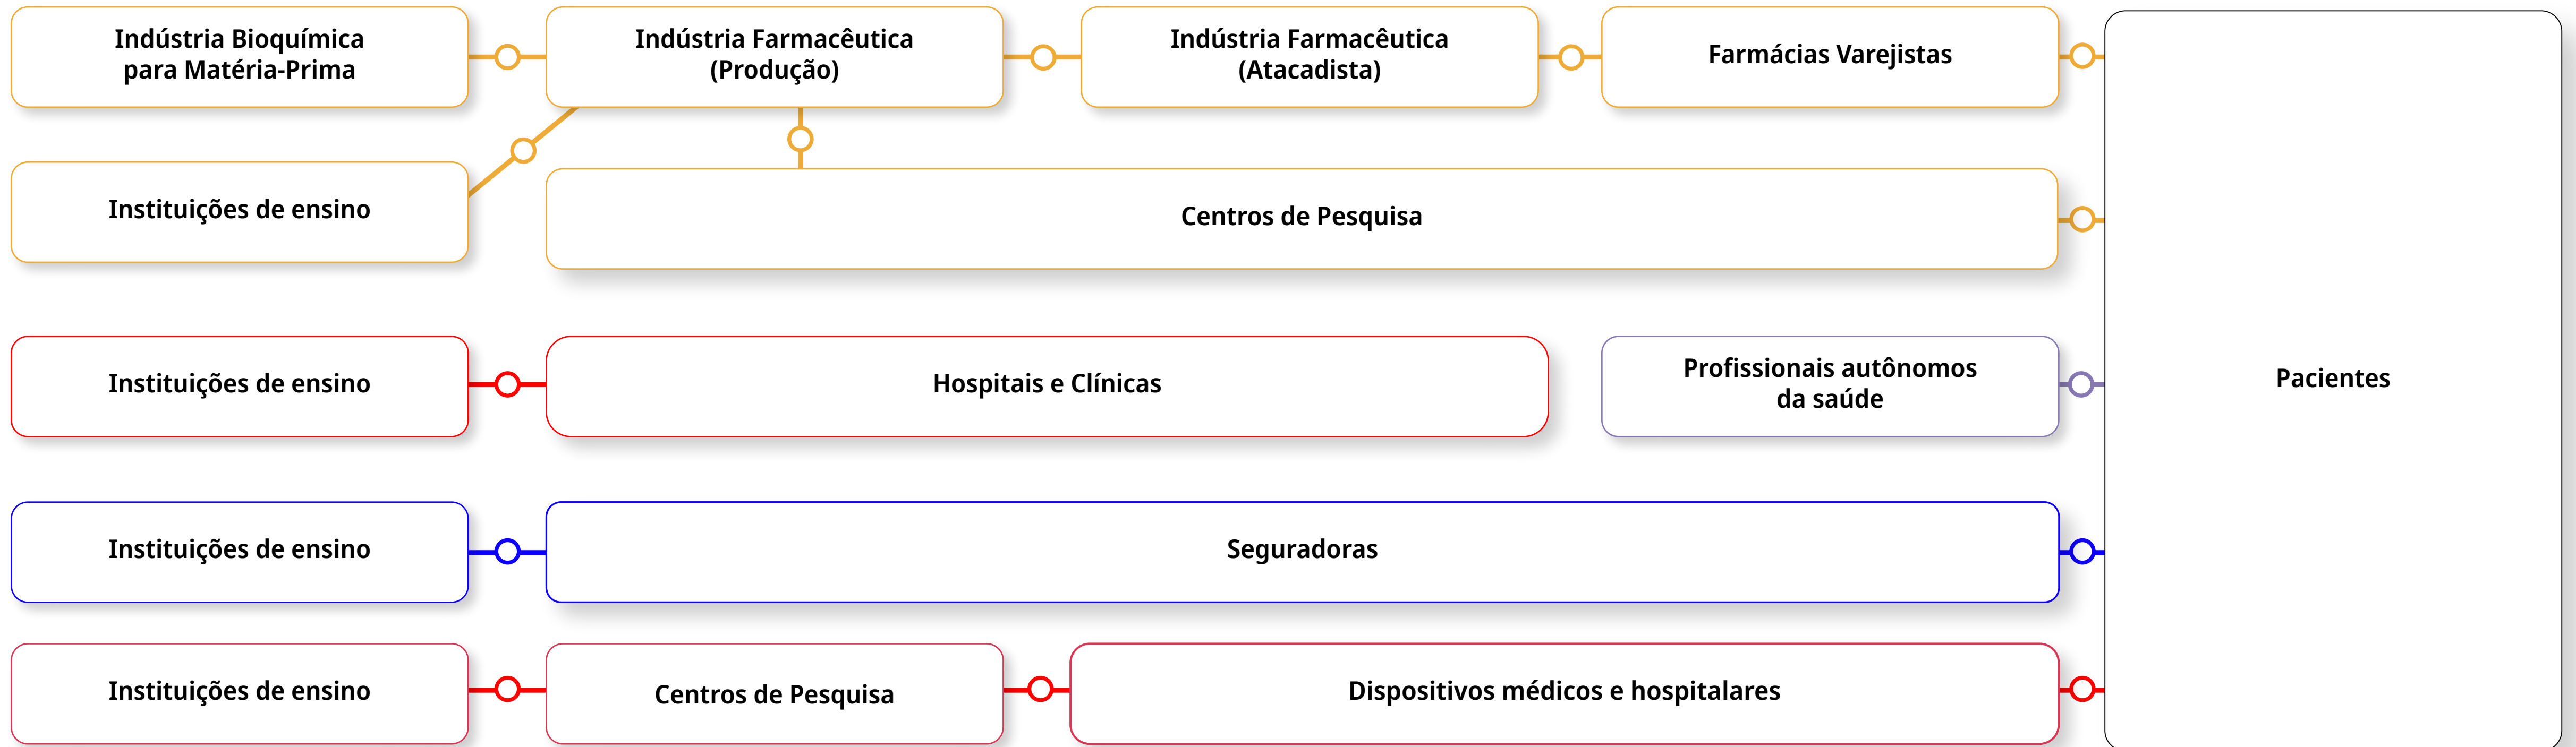 Indústria Bioquímica
para Matéria-Prima
Indústria Farmacêutica
(Produção)
Indústria Farmacêutica
(Atacadista)
Farmácias Varejistas
Instituições de ensino
Centros de Pesquisa
Instituições de ensino
Hospitais e Clínicas
Profissionais autônomos
da saúde
Pacientes
Instituições de ensino
Seguradoras
Instituições de ensino
Centros de Pesquisa
Dispositivos médicos e hospitalares